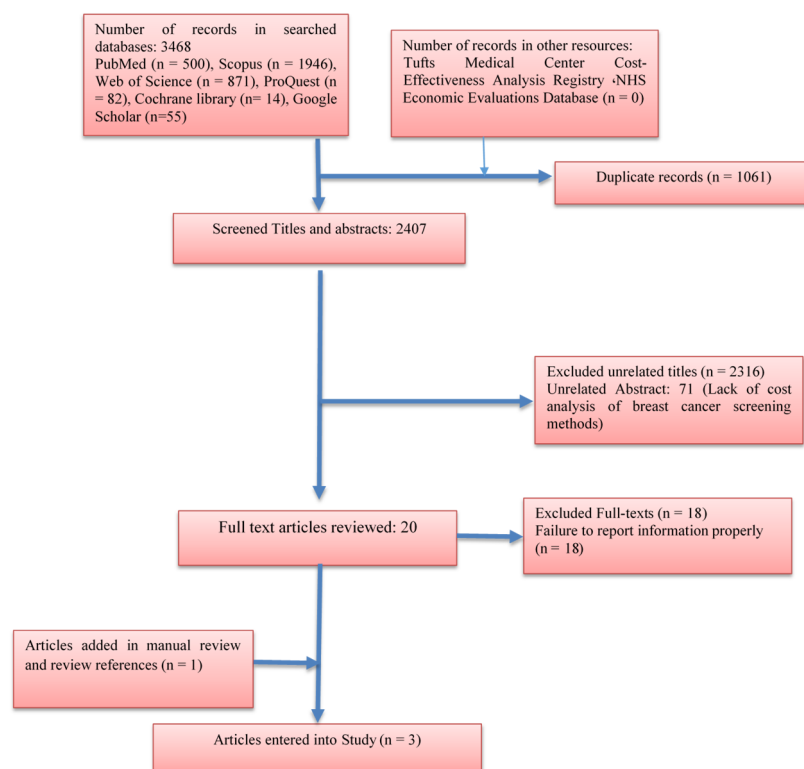 Number of records in searched
databases: 3468
PubMed (n = 500), Scopus (n = 1946),
Web of Science (n = 871), ProQuest (n
= 82), Cochrane library (n= 14), Google
Scholar (n=55)
Number of records in other resources:
Tufts Medical Center Cost-
Effectiveness Analysis Registry ،NHS
Economic Evaluations Database (n = 0)
Duplicate records (n = 1061)
Screened Titles and abstracts: 2407
Excluded unrelated titles (n = 2316)
Unrelated Abstract: 71 (Lack of cost
analysis of breast cancer screening
methods)
Full text articles reviewed: 20
Excluded Full-texts (n = 18)
Failure to report information properly
(n = 18)
Articles added in manual review
and review references (n = 1)
Articles entered into Study (n = 3)